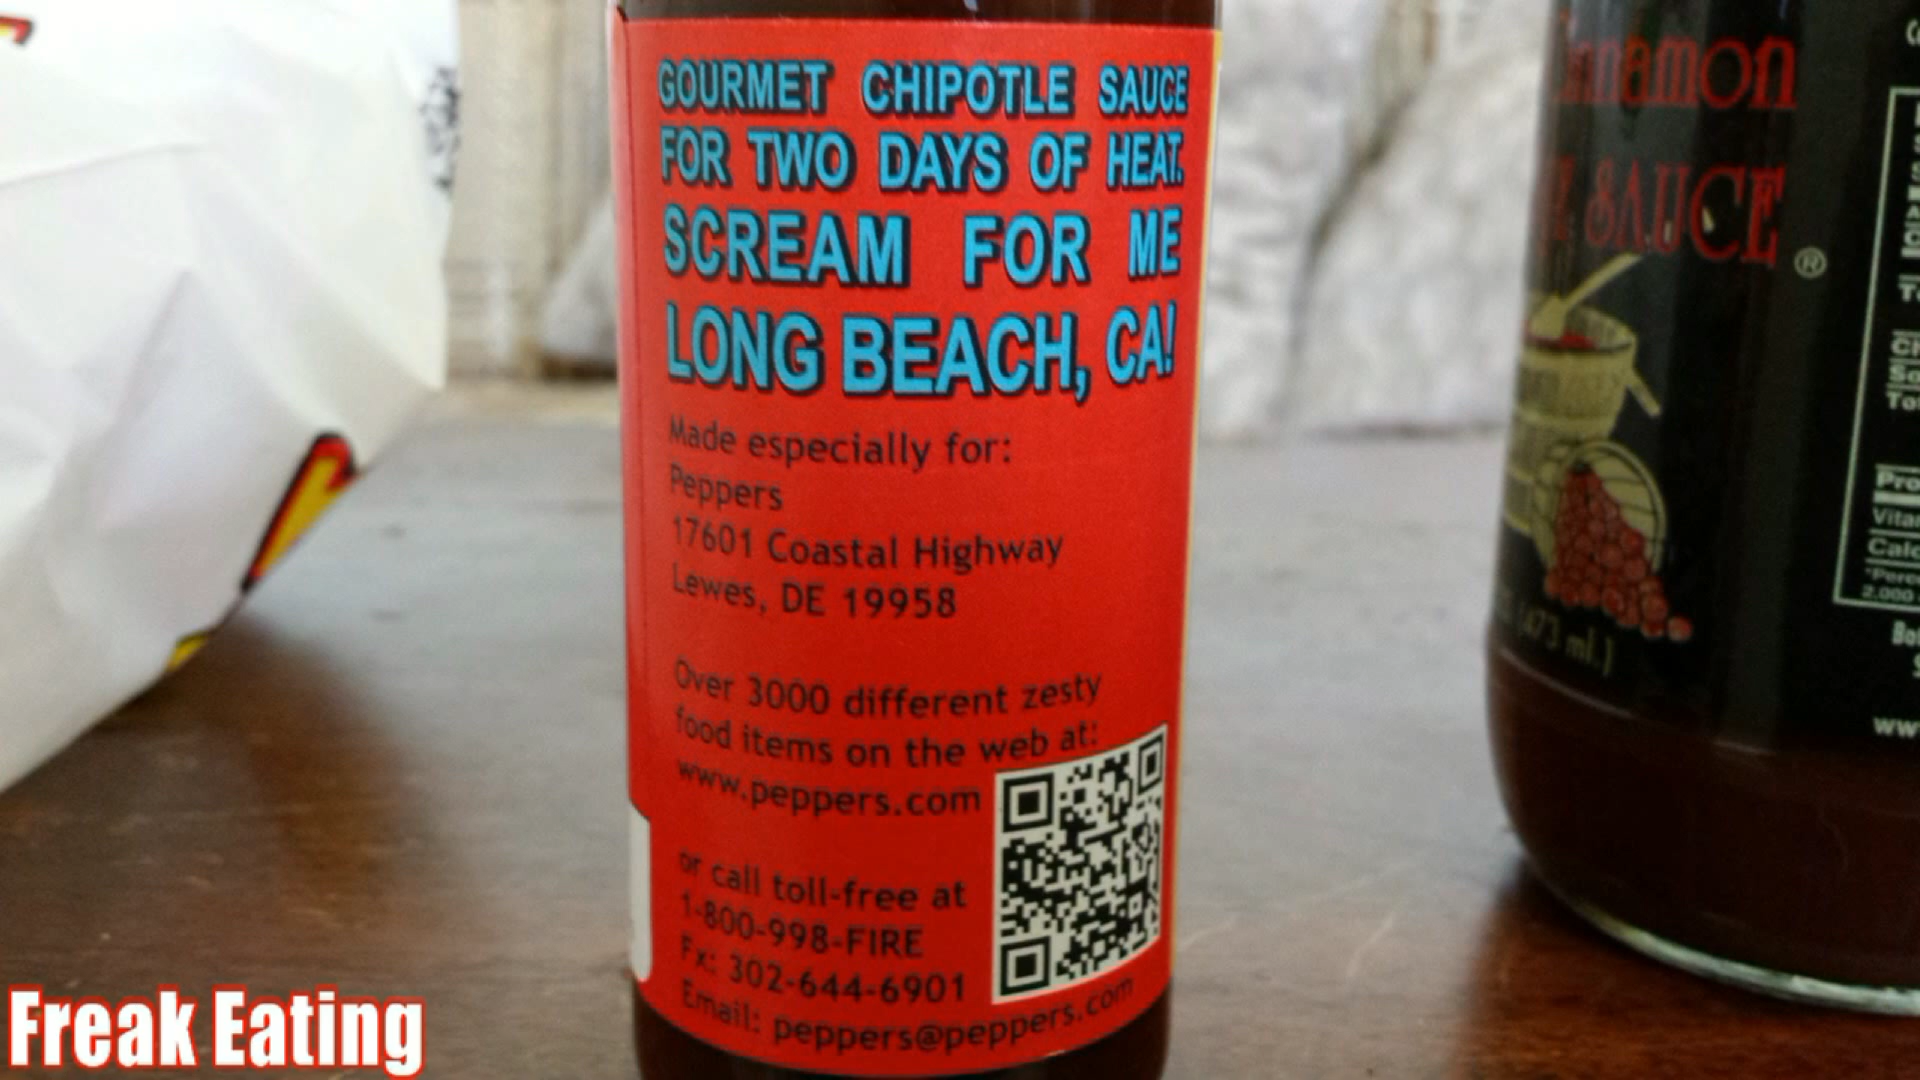 GOURMET CHIPOTLE SAUCE
FOR TWO DAYS OF HEAT.
SCREAM FOR ME
LONG BEACH, CA!
Made especially for:
Peppers
17601 Coastal Highway
Lewes, DE 19958
Over 3000 different zesty
food items on the web at:
www.peppers.com
or call toll-free at
1-800-998-FIRE
Fx: 302-644-6901
Email: peppers@peppers.com
SAUCE
®
(473 ml.)
Freak Eating